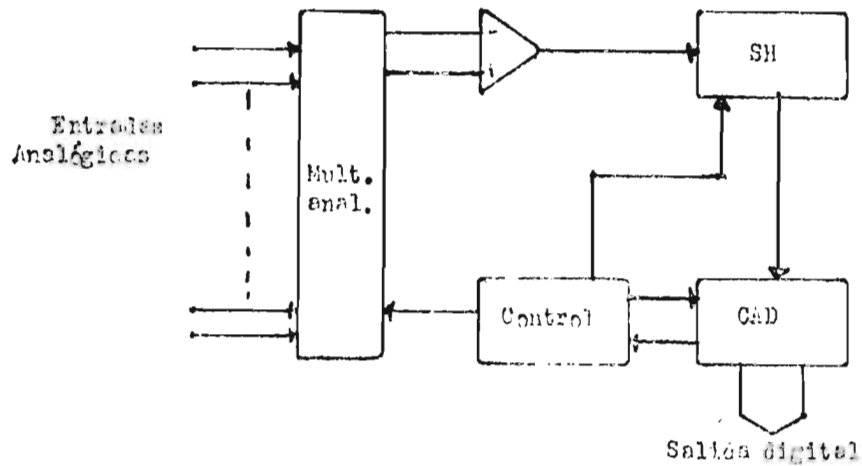 SH
Entradas
Analógicas
Mult.
anal.
Control
CAD
Salida digital